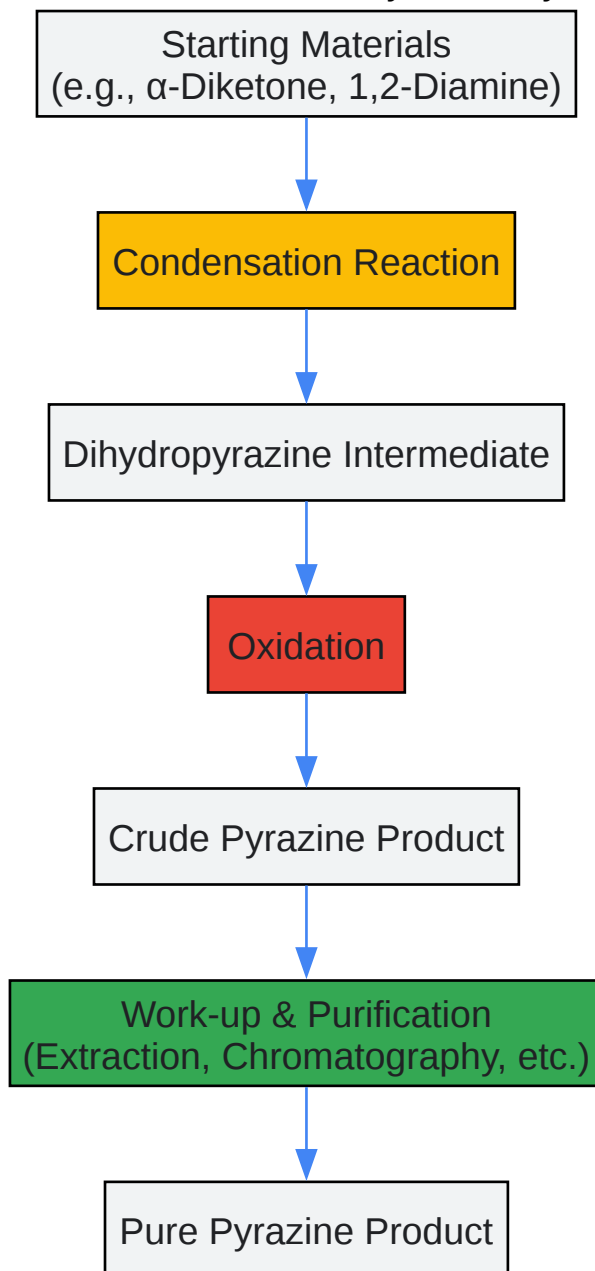 Starting Materials
(e.g., α-Diketone, 1,2-Diamine)
Condensation Reaction
Dihydropyrazine Intermediate
Oxidation
Crude Pyrazine Product
Work-up & Purification
(Extraction, Chromatography, etc.)
Pure Pyrazine Product